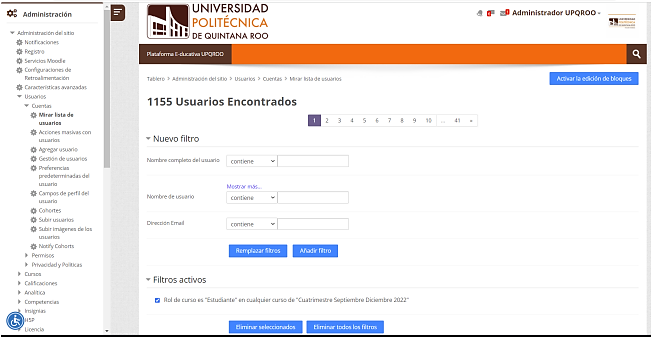 Administración
Administración del sitio
Notificaciones
Registro
Servicios Moodle
Configuraciones de
Retroalimentación
Características avanzadas
Usuarios
Cuentas
Mirar lista de
usuarios
Acciones masivas con
usuarios
Agregar usuario
Gestión de usuarios
Preferencias
predeterminadas del
usuario
Campos de perfil del
usuario
Cohortes
Subir usuarios
Subir imágenes de los
usuarios
Notify Cohorts
Permisos
Privacidad y Políticas
Cursos
Calificaciones
Analítica
Competencias
Insignias
H5P
Licencia
UNIVERSIDAD
POLITÉCNICA
DE QUINTANA ROO
Administrador UPQROO
Plataforma E-ducativa UPQROO
Tablero > Administración del sitio > Usuarios > Cuentas > Mirar lista de usuarios
Activar la edición de bloques
1155 Usuarios Encontrados
1 2 3 4 5 6 7 8 9 10 ... 41 »
Nuevo filtro
Nombre completo del usuario contiene
Mostrar más...
Nombre de usuario contiene
Dirección Email contiene
Remplazar filtros Añadir filtro
Filtros activos
Rol de curso es "Estudiante" en cualquier curso de "Cuatrimestre Septiembre Diciembre 2022"
Eliminar seleccionados Eliminar todos los filtros